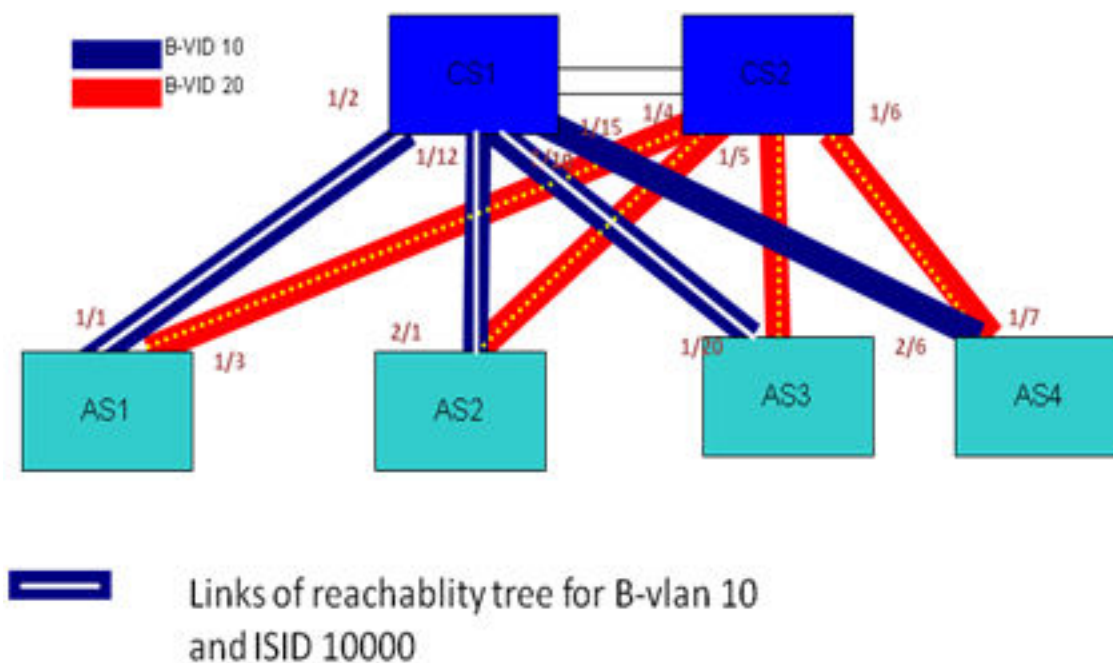 B-VID 10
B-VID 20
CS1
CS2
1/2
1/15
1/4
1/6
1/12
1/5
1/1
1/3
2/1
1/20
2/6
1/7
AS1
AS2
AS3
AS4
Links of reachablity tree for B-vlan 10
and ISID 10000